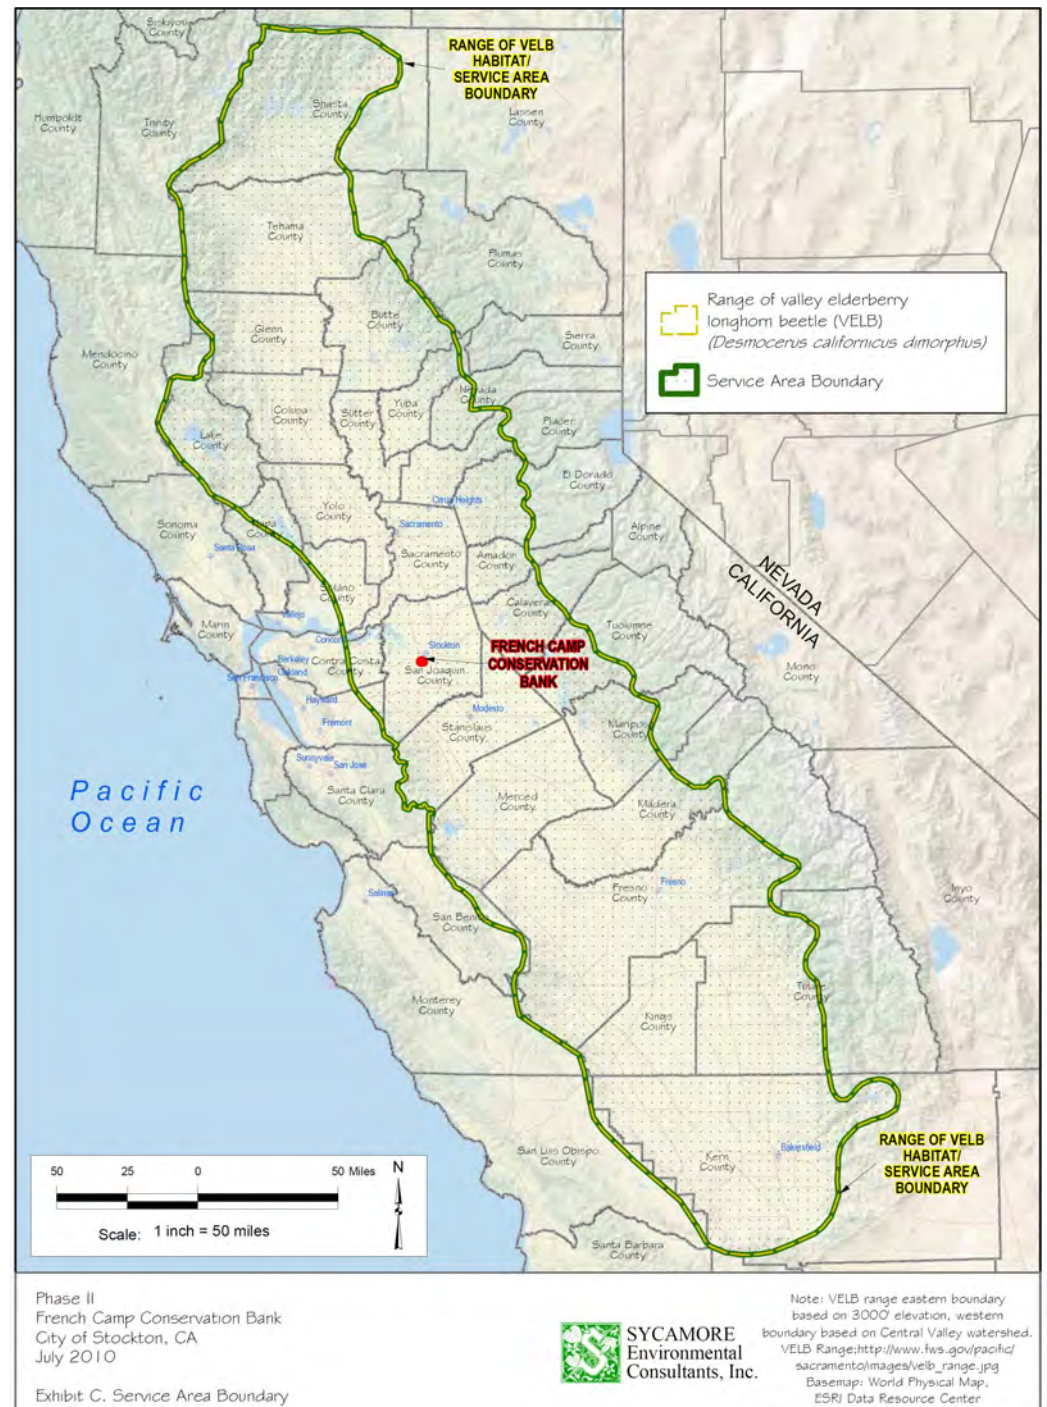 Siskiyou
County
RANGE OF VELB
HABITAT/
SERVICE AREA
BOUNDARY
Humboldt
County
Trinity
County
Shasta
County
Lassen
County
Tehama
County
Plumas
County
Range of valley elderberry
longhorn beetle (VELB)
(Desmocerus californicus dimorphus)
Service Area Boundary
Mendocino
County
Glenn
County
Butte
County
Sierra
County
Nevada
County
Colusa
County
Sutter
County
Yuba
County
Placer
County
Lake
County
El Dorado
County
Sonoma
County
Santa Rosa
Napa
County
Yolo
County
Citrus Heights
Sacramento
Sacramento
County
Amador
County
Alpine
County
NEVADA
CALIFORNIA
Solano
County
Marin
County
Vallejo
Calaveras
County
Tuolumne
County
Mono
County
Concord
Berkeley
Oakland
Contra Costa
County
San Francisco
Stockton
San Joaquin
County
FRENCH CAMP
CONSERVATION
BANK
Hayward
Fremont
Modesto
Stanislaus
County
Mariposa
County
Sunnyvale
San Jose
Santa Clara
County
Merced
County
Madera
County
Pacific
Ocean
Salinas
San Benito
County
Fresno
County
Fresno
Inyo
County
Monterey
County
Kings
County
Tulare
County
San Luis Obispo
County
Kern
County
Bakersfield
RANGE OF VELB
HABITAT/
SERVICE AREA
BOUNDARY
Santa Barbara
County
50 25 0 50 Miles
N
Scale: 1 inch = 50 miles
Phase II
French Camp Conservation Bank
City of Stockton, CA
July 2010
Exhibit C. Service Area Boundary
S
SYCAMORE
Environmental
Consultants, Inc.
Note: VELB range eastern boundary
based on 3000' elevation, western
boundary based on Central Valley watershed.
VELB Range;http://www.fws.gov/pacific/
sacramento/images/velb_range.jpg
Basemap: World Physical Map,
ESRI Data Resource Center